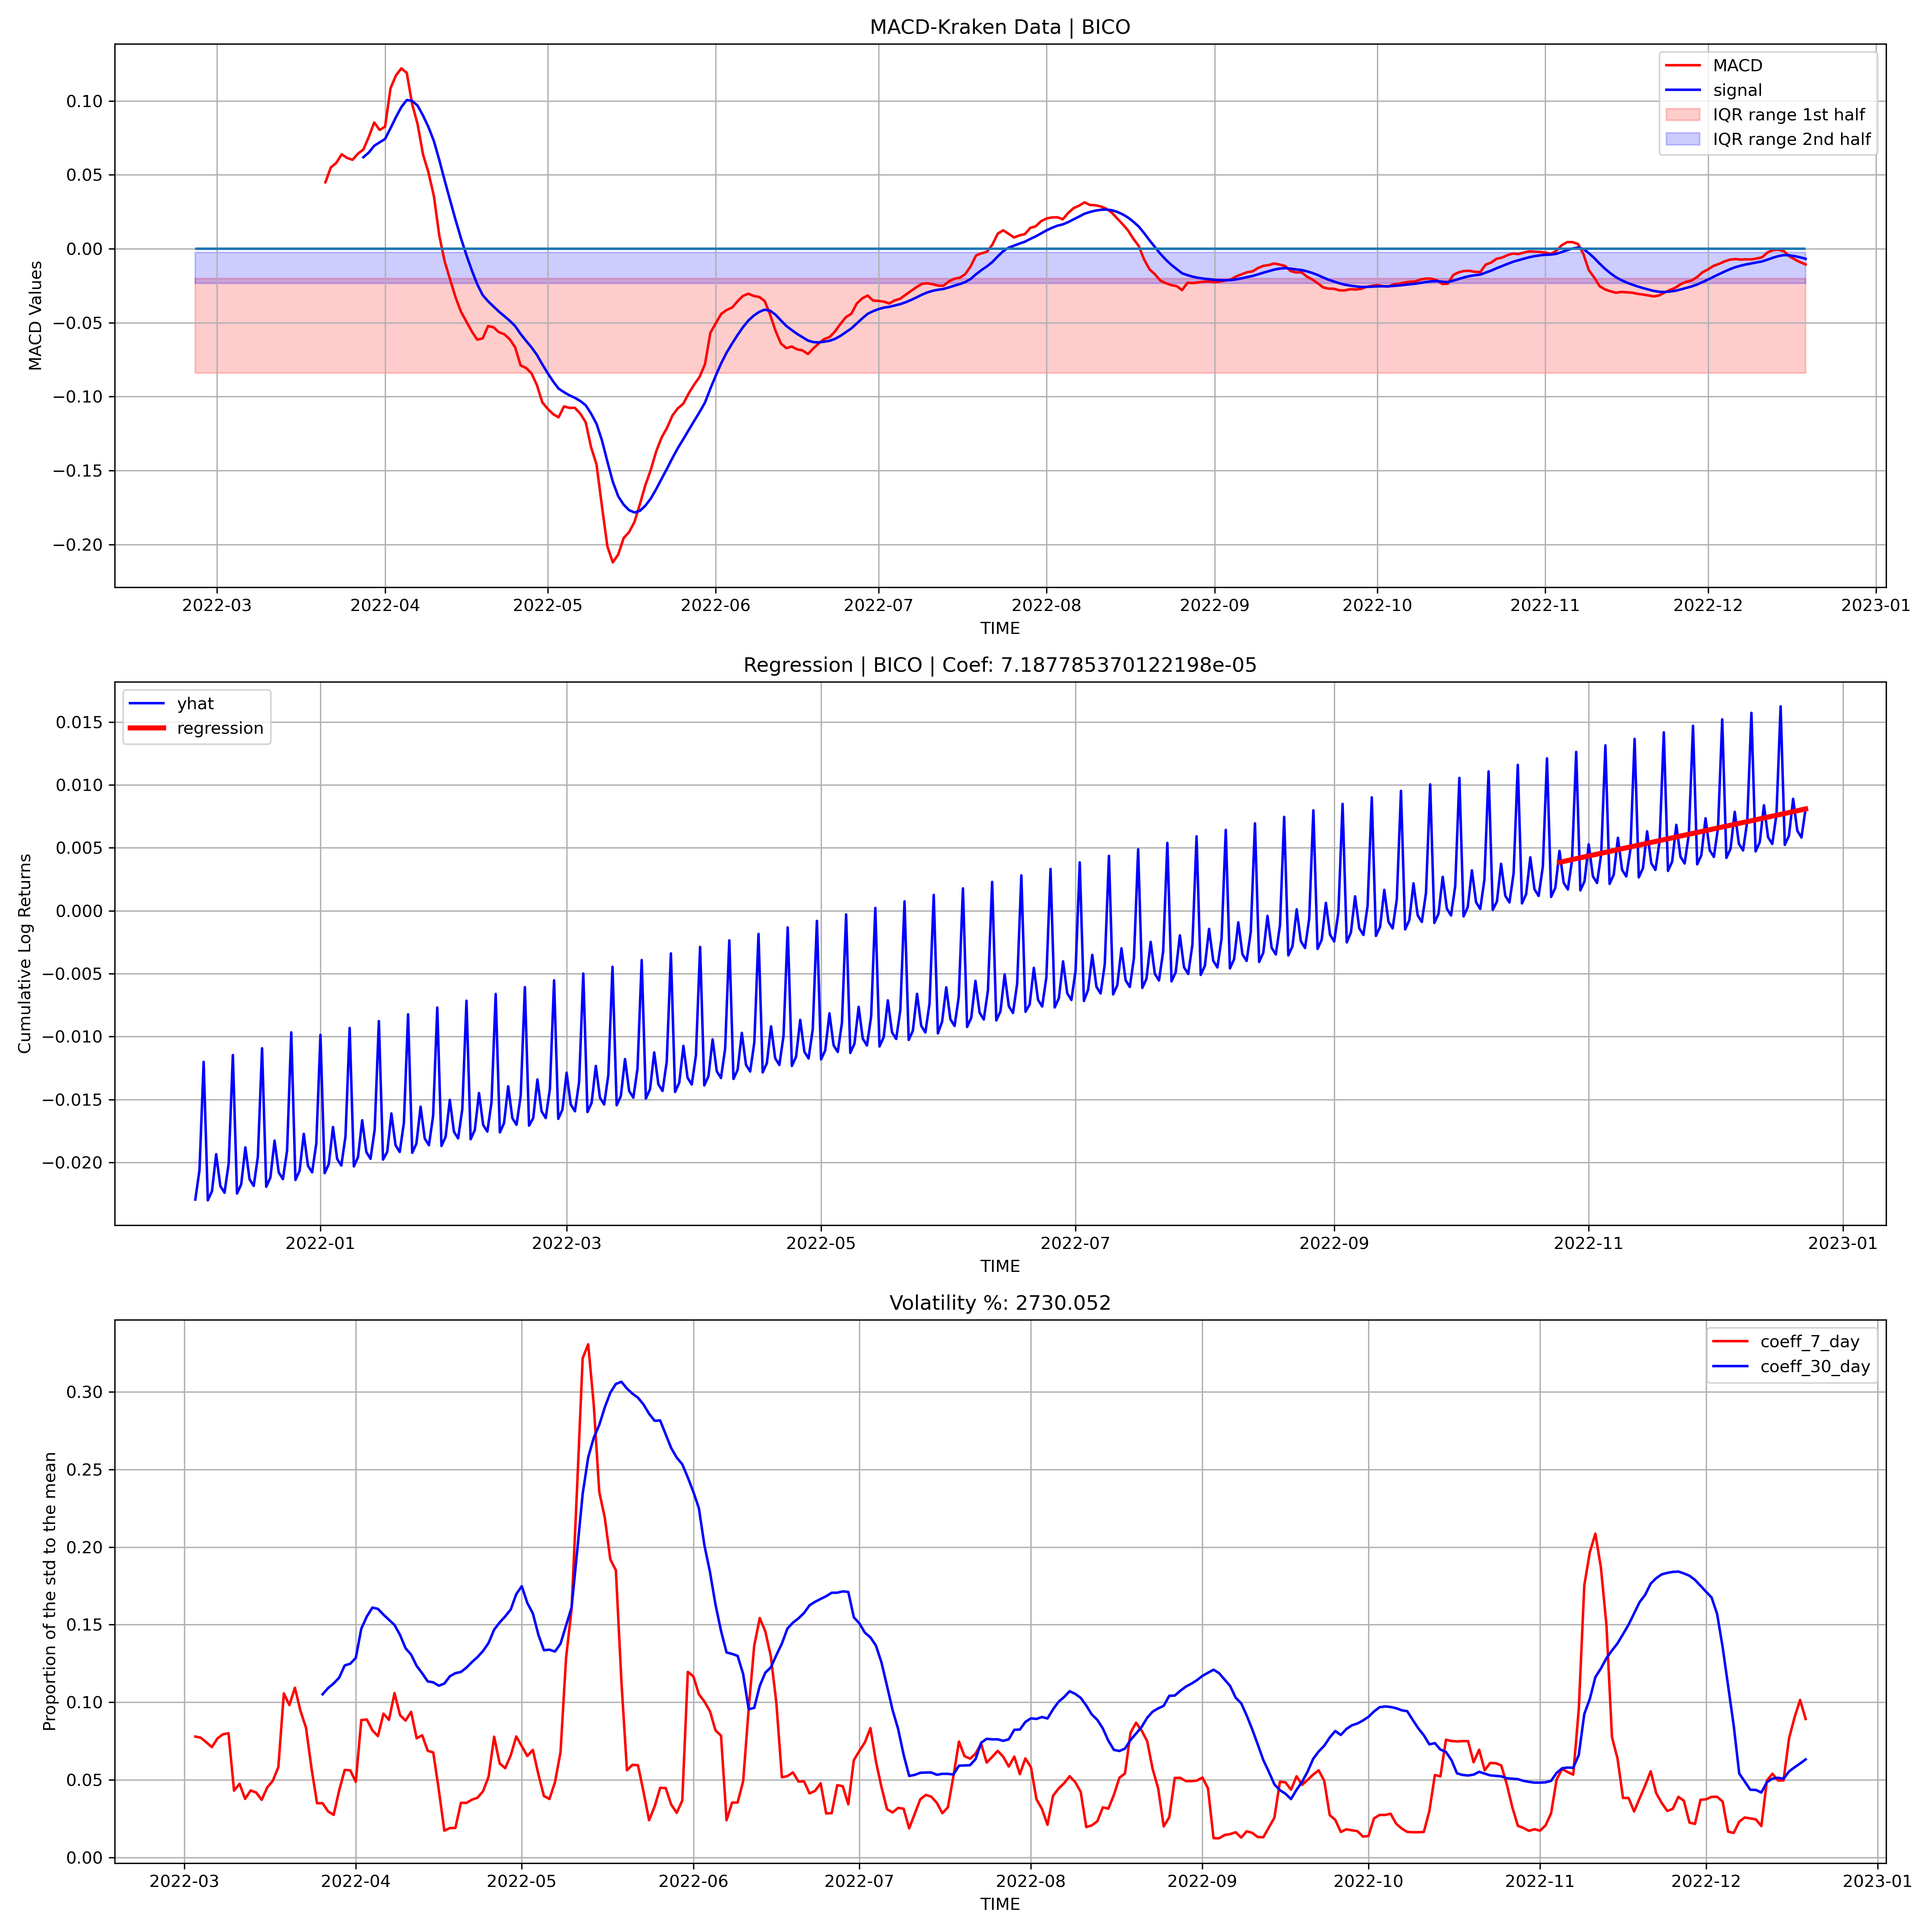 MACD-Kraken Data | BICO
MACD
signal
IQR range 1st half
IQR range 2nd half
MACD Values
0.10
0.05
0.00
−0.05
−0.10
−0.15
−0.20
2022-03 2022-04 2022-05 2022-06 2022-07 2022-08 2022-09 2022-10 2022-11 2022-12 2023-01
TIME
Regression | BICO | Coef: 7.187785370122198e-05
yhat
regression
Cumulative Log Returns
0.015
0.010
0.005
0.000
−0.005
−0.010
−0.015
−0.020
2022-01 2022-03 2022-05 2022-07 2022-09 2022-11 2023-01
TIME
Volatility %: 2730.052
coeff_7_day
coeff_30_day
Proportion of the std to the mean
0.30
0.25
0.20
0.15
0.10
0.05
0.00
2022-03 2022-04 2022-05 2022-06 2022-07 2022-08 2022-09 2022-10 2022-11 2022-12 2023-01
TIME